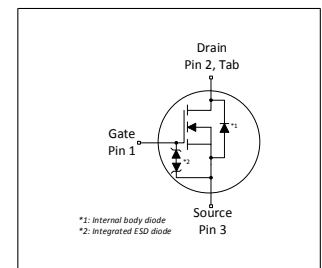 Drain
Pin 2, Tab
*1
Gate
Pin 1
*2
Source
Pin 3
*1: Internal body diode
*2: Integrated ESD diode